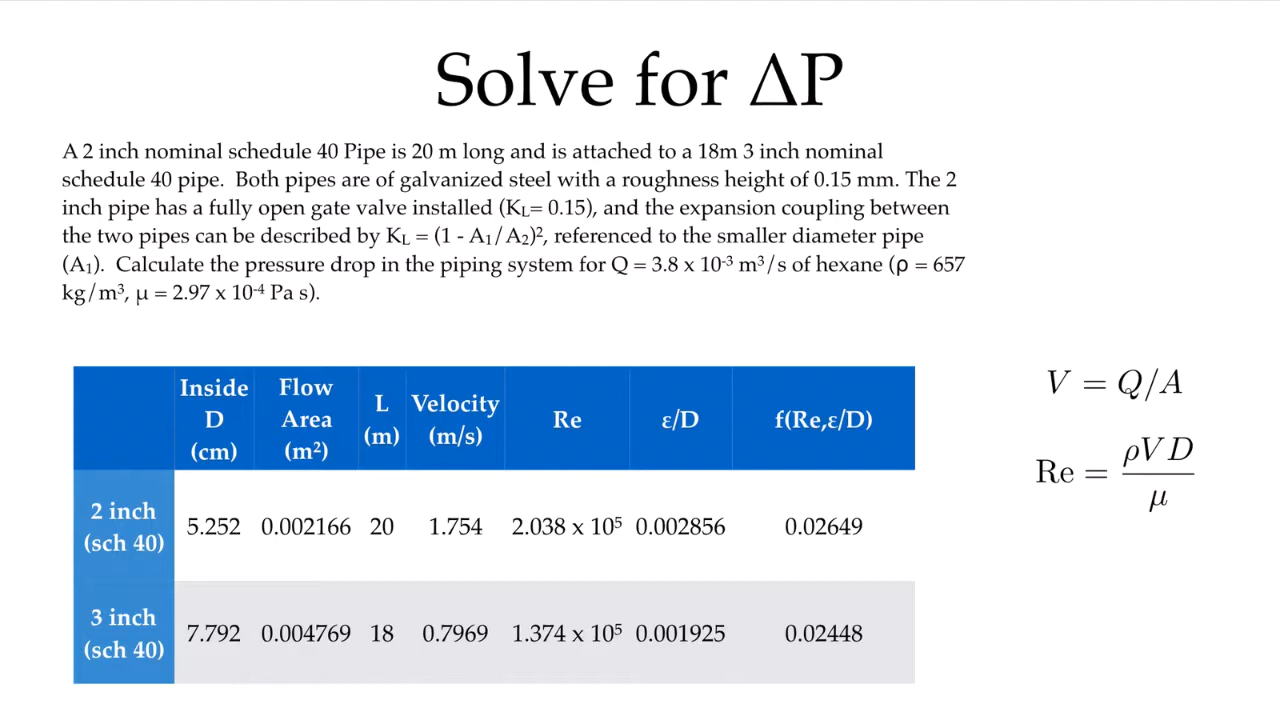 Solve for ΔP
A 2 inch nominal schedule 40 Pipe is 20 m long and is attached to a 18m 3 inch nominal
schedule 40 pipe.  Both pipes are of galvanized steel with a roughness height of 0.15 mm. The 2
inch pipe has a fully open gate valve installed (K_L= 0.15), and the expansion coupling between
the two pipes can be described by K_L = (1 - A₁/A₂)², referenced to the smaller diameter pipe
(A₁).  Calculate the pressure drop in the piping system for Q = 3.8 x 10⁻³ m³/s of hexane (ρ = 657
kg/m³, μ = 2.97 x 10⁻⁴ Pa s).
Inside D (cm) Flow Area (m²) L (m) Velocity (m/s) Re ε/D f(Re,ε/D)
2 inch (sch 40) 5.252 0.002166 20 1.754 2.038 x 10⁵ 0.002856 0.02649
3 inch (sch 40) 7.792 0.004769 18 0.7969 1.374 x 10⁵ 0.001925 0.02448
V = Q/A
Re = ρVD/μ